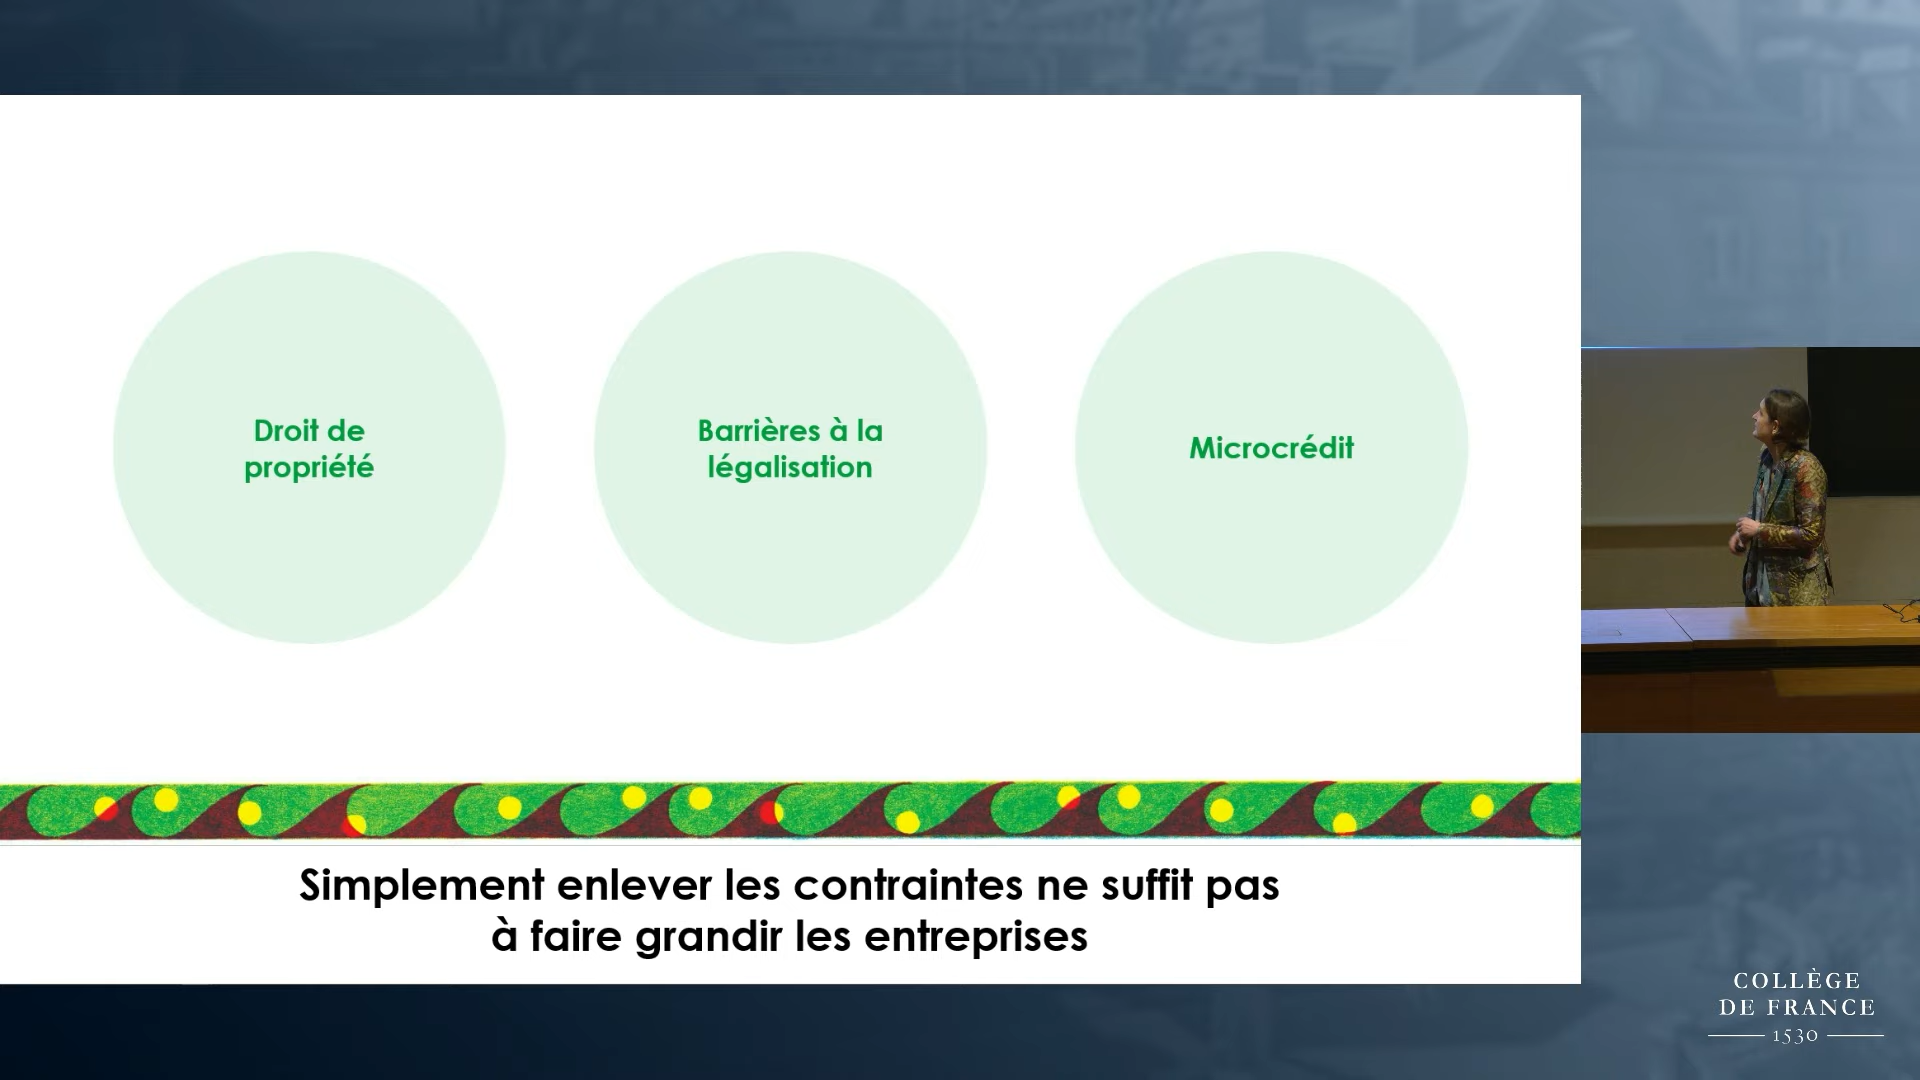 Droit de
propriété
Barrières à la
légalisation
Microcrédit
Simplement enlever les contraintes ne suffit pas
à faire grandir les entreprises
COLLÈGE
DE FRANCE
1530